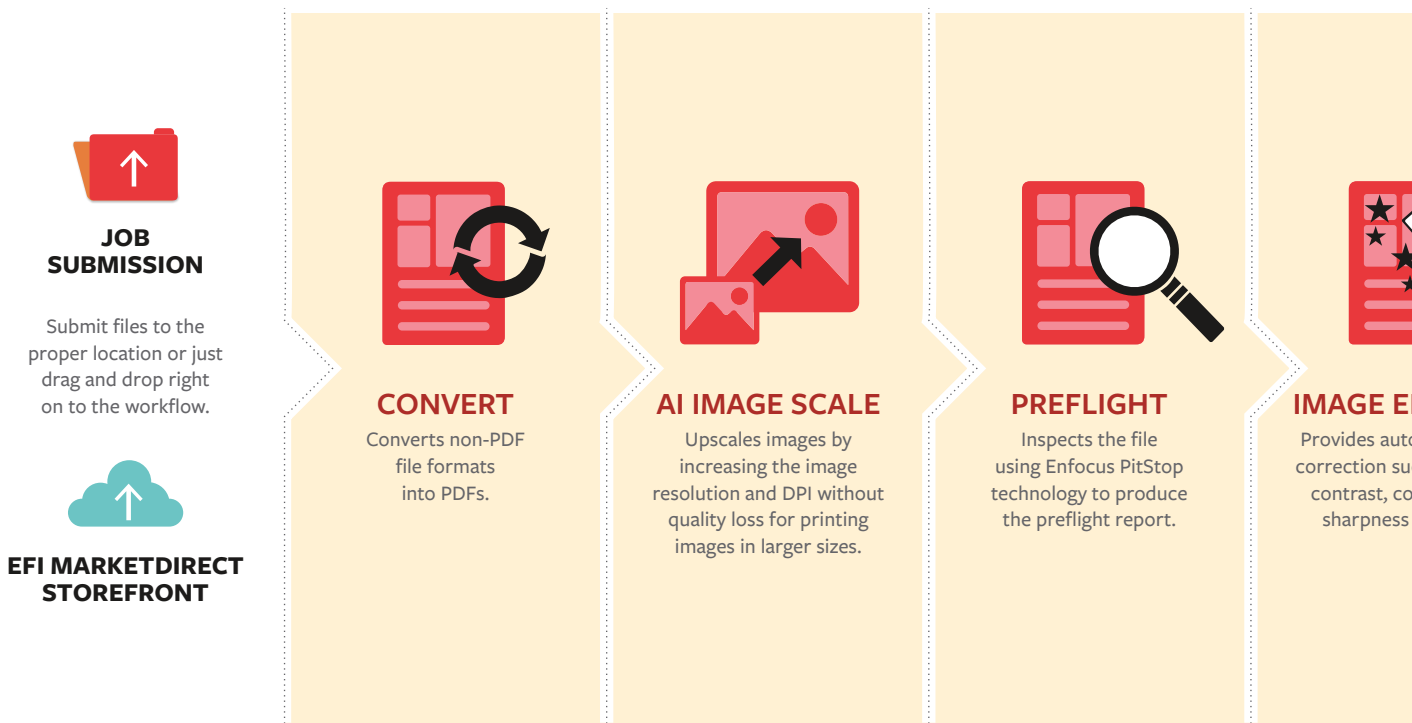 JOB
SUBMISSION
Submit files to the
proper location or just
drag and drop right
on to the workflow.
EFI MARKETDIRECT
STOREFRONT
CONVERT
Converts non-PDF
file formats
into PDFs.
AI IMAGE SCALE
Upscales images by
increasing the image
resolution and DPI without
quality loss for printing
images in larger sizes.
PREFLIGHT
Inspects the file
using Enfocus PitStop
technology to produce
the preflight report.
IMAGE
Provides
correction
contrast,
sharpness